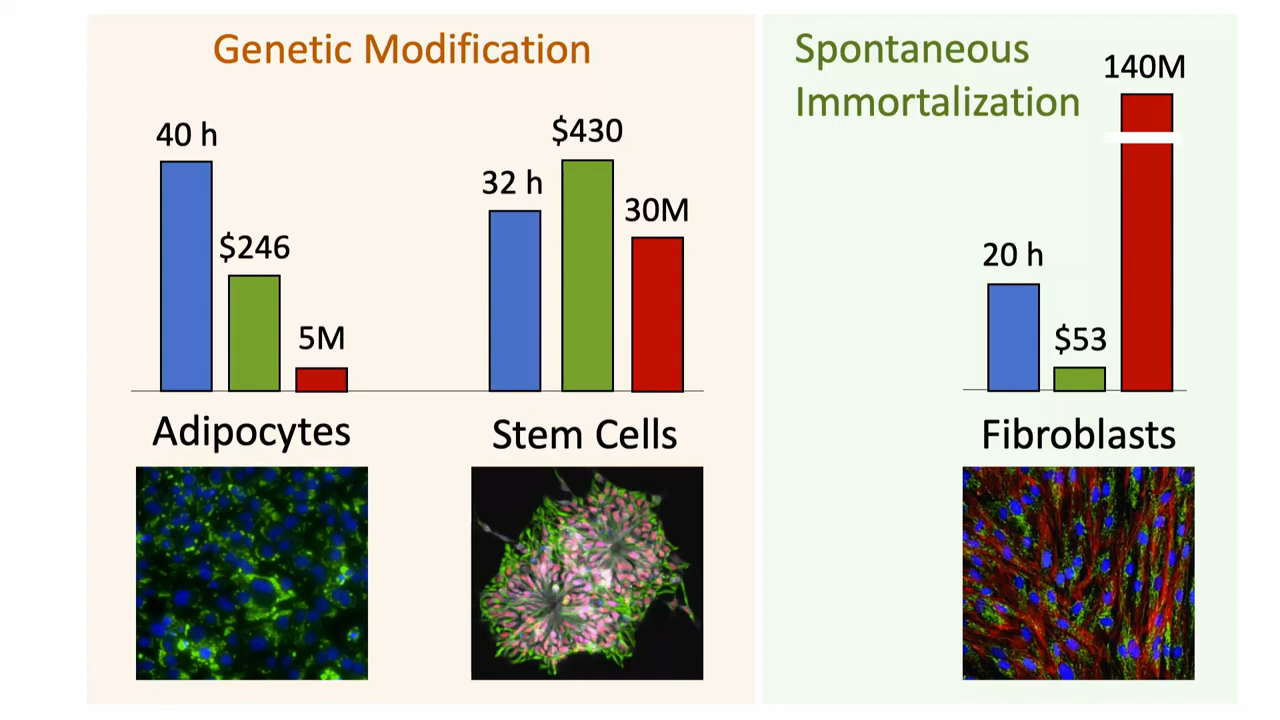 Genetic Modification
40 h
$246
5M
Adipocytes
32 h
$430
30M
Stem Cells
Spontaneous
Immortalization
20 h
$53
140M
Fibroblasts